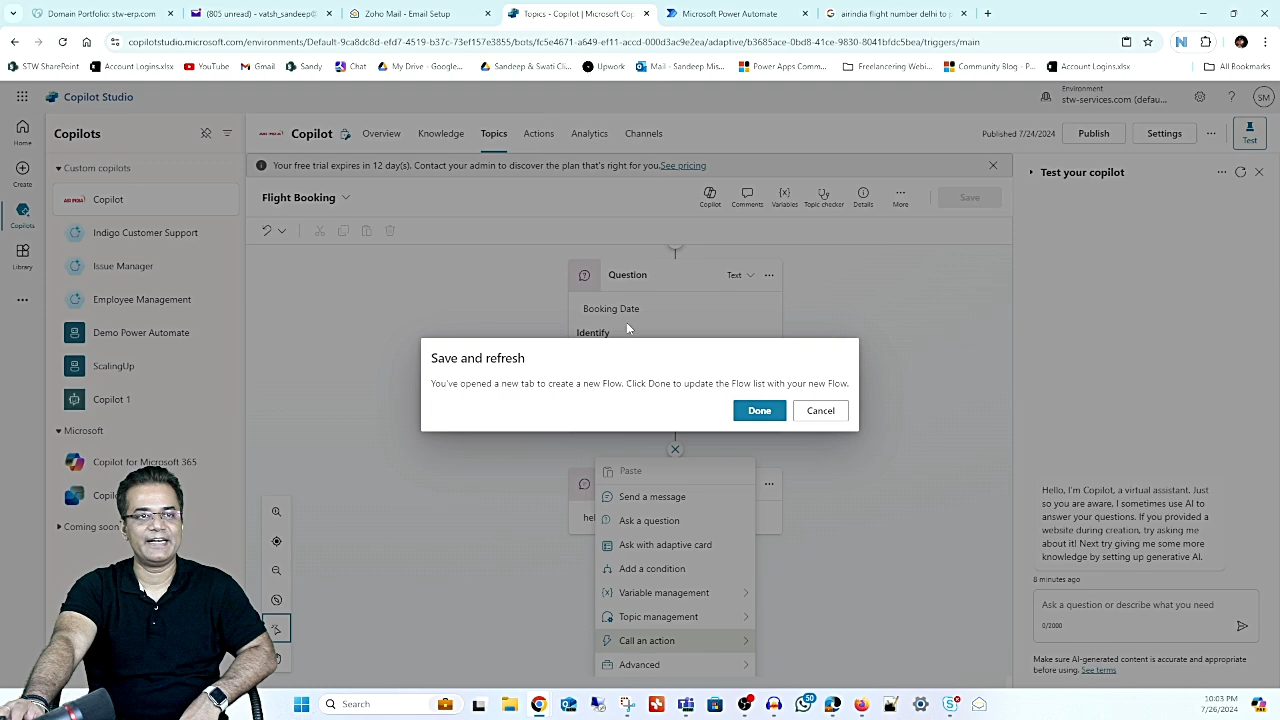 Domain Portfolio: stw-erp.com
(805 unread) - vatsh_sandeep@
Zoho Mail - Email Setup
Topics - Copilot | Microsoft Cop
Microsoft Power Automate
airindia flight number delhi to p
copilotstudio.microsoft.com/environments/Default-9ca8dc8d-efd7-4519-b37c-73ef157e3855/bots/fc5e4671-a649-ef11-accd-000d3ac9e2ea/adaptive/b3685ace-0bd8-41ce-9830-8041bfdc5bea/triggers/main
STW SharePoint
Account Logins.xlsx
YouTube
Gmail
Sandy
Chat
My Drive - Google...
Sandeep & Swati Cli...
Upwork
Mail - Sandeep Mis...
Power Apps Comm...
Freelancering Webi...
Community Blog - P...
Account Logins.xlsx
All Bookmarks
Copilot Studio
Environment
stw-services.com (defau...
SM
Home
Create
Copilots
Library
Copilots
Custom copilots
AIR INDIA Copilot
Indigo Customer Support
Issue Manager
Employee Management
Demo Power Automate
ScalingUp
Copilot 1
Microsoft
Copilot for Microsoft 365
Coming soon
Copilot
Overview
Knowledge
Topics
Actions
Analytics
Channels
Published 7/24/2024
Publish
Settings
Test
Your free trial expires in 12 day(s). Contact your admin to discover the plan that's right for you.See pricing
Flight Booking
Copilot
Comments
Variables
Topic checker
Details
More
Save
Question
Text
Booking Date
Identify
Save and refresh
You've opened a new tab to create a new Flow. Click Done to update the Flow list with your new Flow.
Done
Cancel
Paste
Send a message
Ask a question
Ask with adaptive card
Add a condition
Variable management
Topic management
Call an action
Advanced
Test your copilot
Hello, I'm Copilot, a virtual assistant. Just
so you are aware, I sometimes use AI to
answer your questions. If you provided a
website during creation, try asking me
about it! Next try giving me some more
knowledge by setting up generative AI.
8 minutes ago
Ask a question or describe what you need
0/2000
Make sure AI-generated content is accurate and appropriate
before using. See terms
Search
50
10:03 PM
7/26/2024